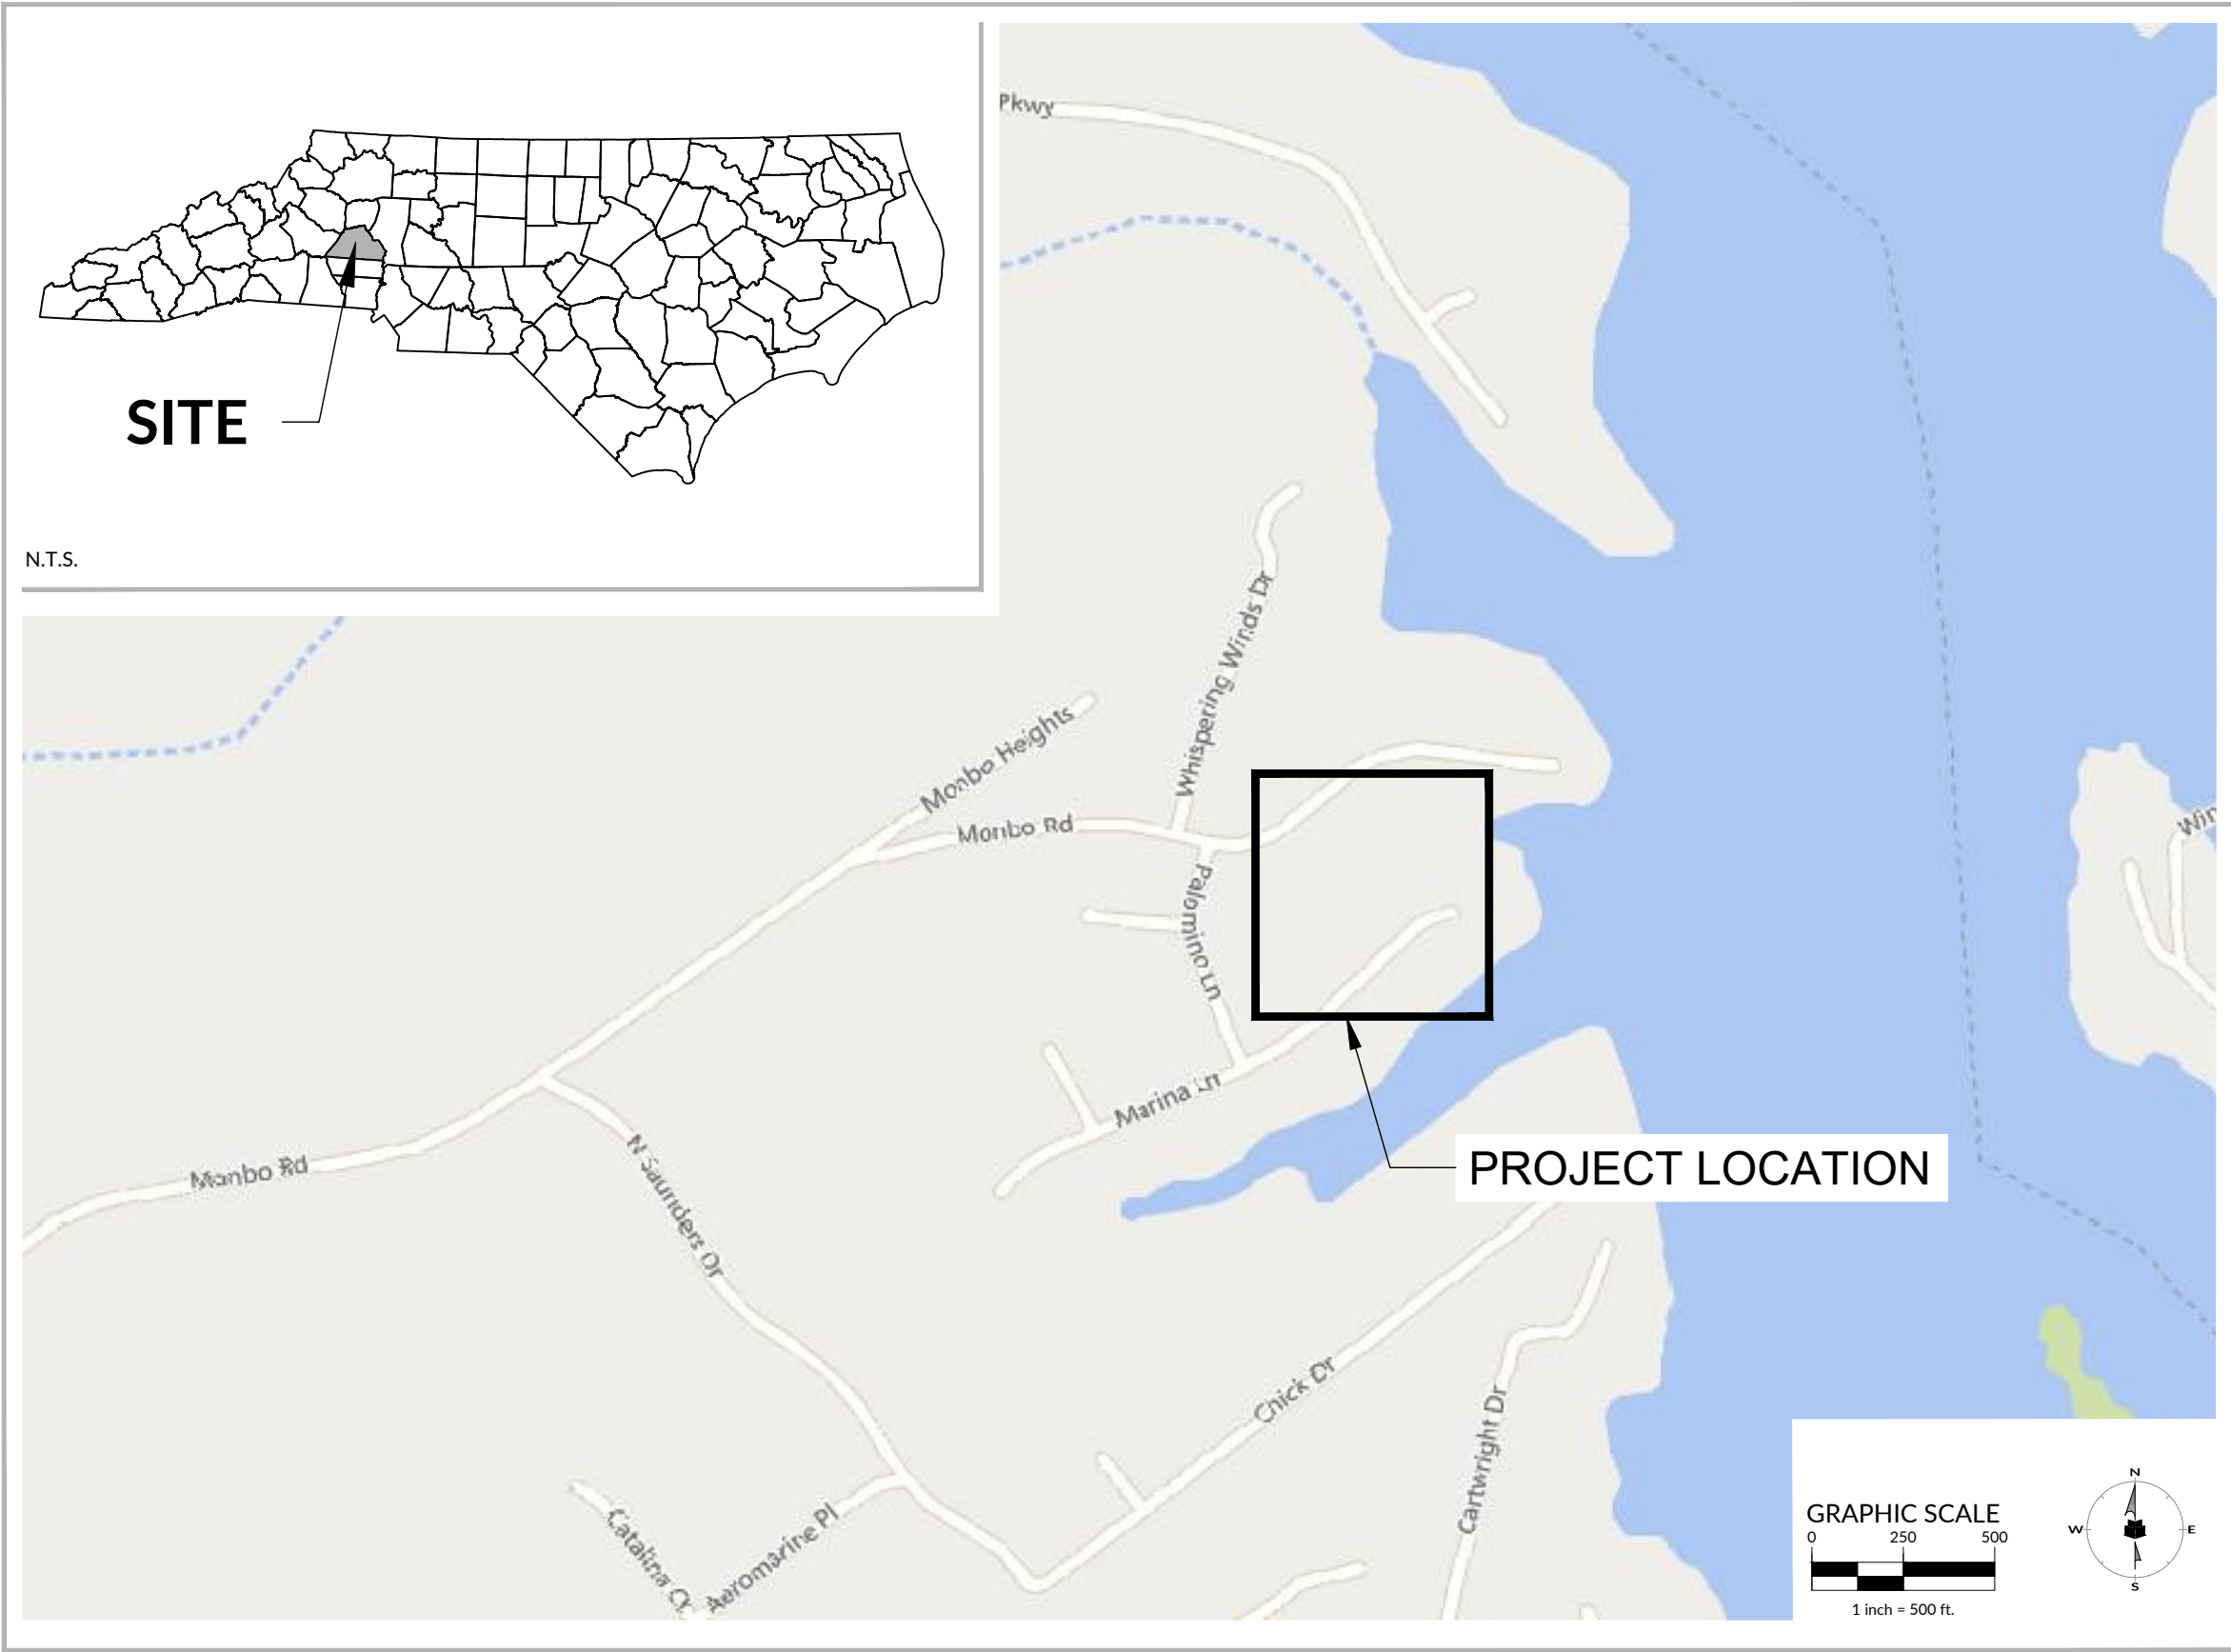 SITE
N.T.S.
Pkwy
Whispering Winds Dr
Monbo Heights
Monbo Rd
Palomino Ln
Marina Ln
Monbo Rd
N Saunders Dr
PROJECT LOCATION
Chick Dr
Cartwright Dr
Catalina Ct
Aeromarine Pl
Win
GRAPHIC SCALE
0 250 500
1 inch = 500 ft.
N
W E
S